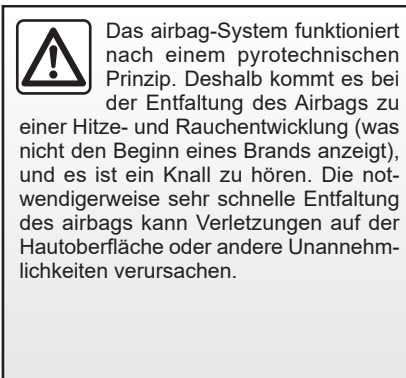 Das airbag-System funktioniert
nach einem pyrotechnischen
Prinzip. Deshalb kommt es bei
der Entfaltung des Airbags zu
einer Hitze- und Rauchentwicklung (was
nicht den Beginn eines Brands anzeigt),
und es ist ein Knall zu hören. Die not-
wendigerweise sehr schnelle Entfaltung
des airbags kann Verletzungen auf der
Hautoberfläche oder andere Unannehm-
lichkeiten verursachen.